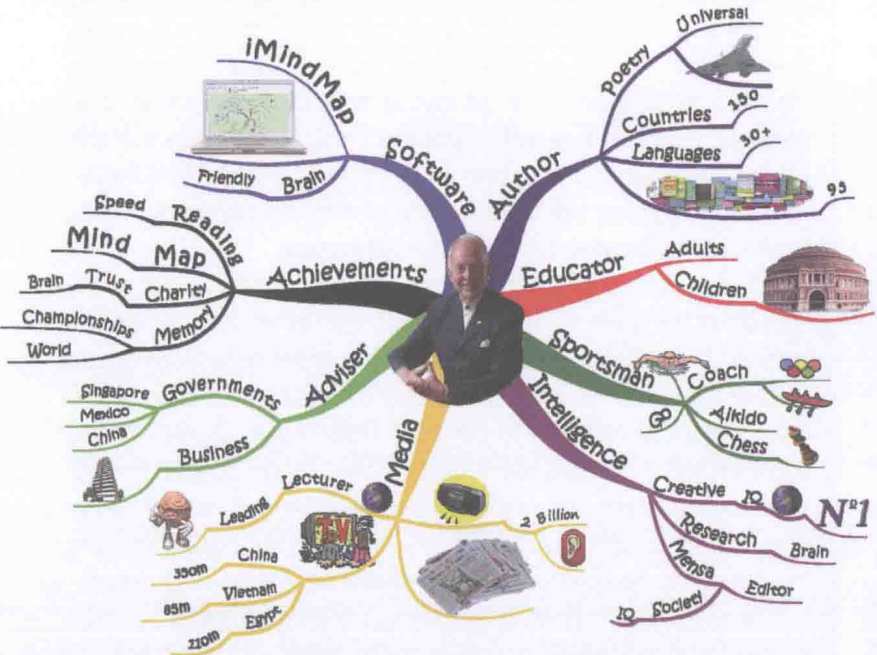 iMindMap
Software
Friendly
Brain
Author
Poetry
Universal
Countries
150
Languages
30+
95
Educator
Adults
Children
Sportsman
Coach
Aikido
Chess
GO
Intelligence
Creative
IQ
Nº1
Research
Brain
Mensa
Editor
Society
IQ
Media
Lecturer
Leading
TV
China
350m
Vietnam
85m
Egypt
110m
2 Billion
Adviser
Governments
Singapore
Mexico
China
Business
Achievements
Speed
Reading
Mind
Map
Brain
Trust
Charity
Memory
Championships
World